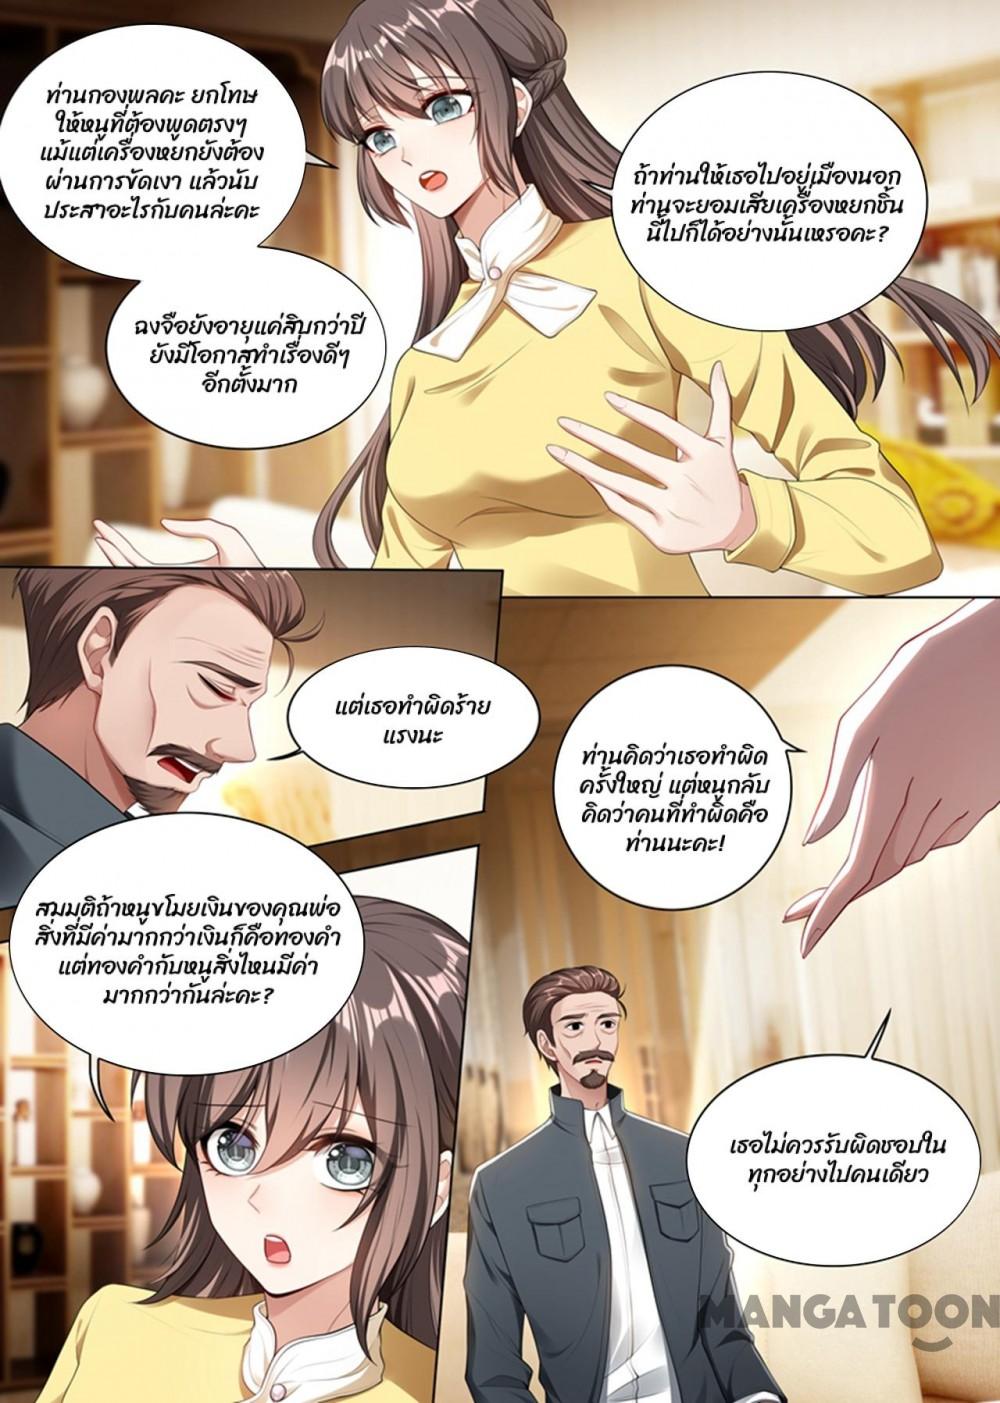 ท่านกองพลคะ ยกโทษ
ให้หนูที่ต้องพูดตรงๆ
แม้แต่เครื่องหยกยังต้อง
ผ่านการขัดเงา แล้วนับ
ประสาอะไรกับคนล่ะคะ
ฉงจือยังอายุแค่สิบกว่าปี
ยังมีโอกาสทำเรื่องดีๆ
อีกตั้งมาก
ถ้าท่านให้เธอไปอยู่เมืองนอก
ท่านจะยอมเสียเครื่องหยกชิ้น
นี้ไปก็ได้อย่างนั้นเหรอคะ?
แต่เธอทำผิดร้าย
แรงนะ
ท่านคิดว่าเธอทำผิด
ครั้งใหญ่ แต่หนูกลับ
คิดว่าคนที่ทำผิดคือ
ท่านนะคะ!
สมมติถ้าหนูขโมยเงินของคุณพ่อ
สิ่งที่มีค่ามากกว่าเงินก็คือทองคำ
แต่ทองคำกับหนูสิ่งไหนมีค่า
มากกว่ากันล่ะคะ?
เธอไม่ควรรับผิดชอบใน
ทุกอย่างไปคนเดียว
MANGATOON